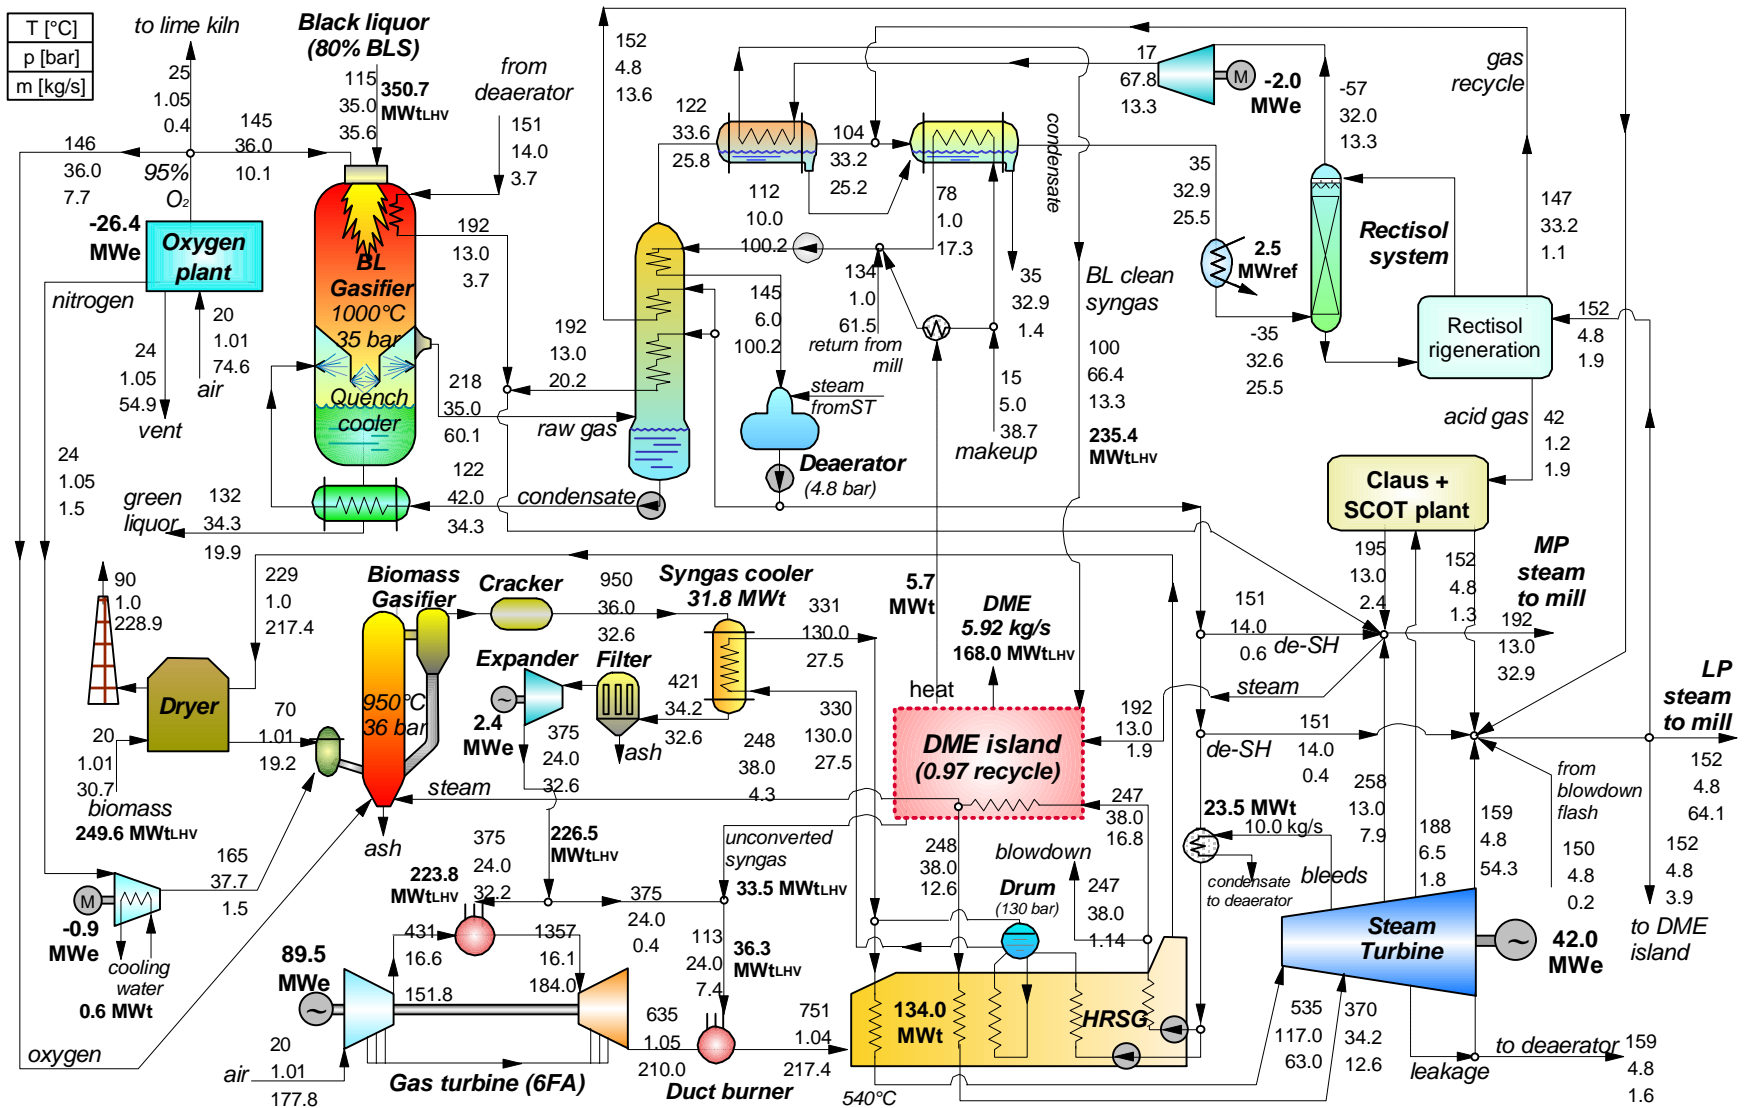 T [°C]
p [bar]
m [kg/s]
to lime kiln
25
1.05
0.4
146
36.0
7.7
145
36.0
10.1
95%
O₂
-26.4
MWe
Oxygen
plant
nitrogen
24
1.05
54.9
vent
20
1.01
74.6
air
Black liquor
(80% BLS)
115
35.0
35.6
350.7
MWtLHV
from
deaerator
151
14.0
3.7
BL
Gasifier
1000°C
35 bar
Quench
cooler
192
13.0
3.7
192
13.0
20.2
218
35.0
60.1
raw gas
122
42.0
34.3
condensate
24
1.05
1.5
green
liquor
132
34.3
19.9
152
4.8
13.6
122
33.6
25.8
104
33.2
25.2
112
10.0
100.2
78
1.0
17.3
condensate
145
6.0
100.2
134
1.0
61.5
return from
mill
steam
fromST
Deaerator
(4.8 bar)
15
5.0
38.7
makeup
35
32.9
1.4
BL clean
syngas
100
66.4
13.3
235.4
MWtLHV
17
67.8
13.3
M
-2.0
MWe
-57
32.0
13.3
gas
recycle
35
32.9
25.5
2.5
MWref
-35
32.6
25.5
Rectisol
system
147
33.2
1.1
Rectisol
rigeneration
152
4.8
1.9
acid gas
42
1.2
1.9
Claus +
SCOT plant
195
13.0
2.4
152
4.8
1.3
MP
steam
to mill
192
13.0
32.9
151
14.0
0.6
de-SH
steam
LP
steam
to mill
151
14.0
0.4
de-SH
152
4.8
64.1
from
blowdown
flash
150
4.8
0.2
152
4.8
3.9
to DME
island
90
1.0
228.9
229
1.0
217.4
Dryer
20
1.01
30.7
biomass
249.6 MWtLHV
70
1.01
19.2
Biomass
Gasifier
950°C
36 bar
Cracker
950
36.0
32.6
Syngas cooler
31.8 MWt
331
130.0
27.5
Expander
2.4
MWe
Filter
ash
421
34.2
32.6
330
130.0
27.5
375
24.0
32.6
248
38.0
4.3
steam
ash
5.7
MWt
heat
DME
5.92 kg/s
168.0 MWtLHV
DME island
(0.97 recycle)
192
13.0
1.9
247
38.0
16.8
165
37.7
1.5
M
-0.9
MWe
cooling
water
0.6 MWt
oxygen
375
24.0
32.2
226.5
MWtLHV
223.8
MWtLHV
unconverted
syngas
33.5 MWtLHV
375
24.0
0.4
431
16.6
1357
16.1
184.0
151.8
89.5
MWe
20
1.01
177.8
air
Gas turbine (6FA)
113
24.0
7.4
36.3
MWtLHV
635
1.05
210.0
Duct burner
751
1.04
217.4
248
38.0
12.6
blowdown
Drum
(130 bar)
247
38.0
1.14
134.0
MWt
HRSG
540°C
23.5 MWt
10.0 kg/s
condensate
to deaerator
bleeds
258
13.0
7.9
188
6.5
1.8
159
4.8
54.3
Steam
Turbine
42.0
MWe
535
117.0
63.0
370
34.2
12.6
leakage
to deaerator
159
4.8
1.6